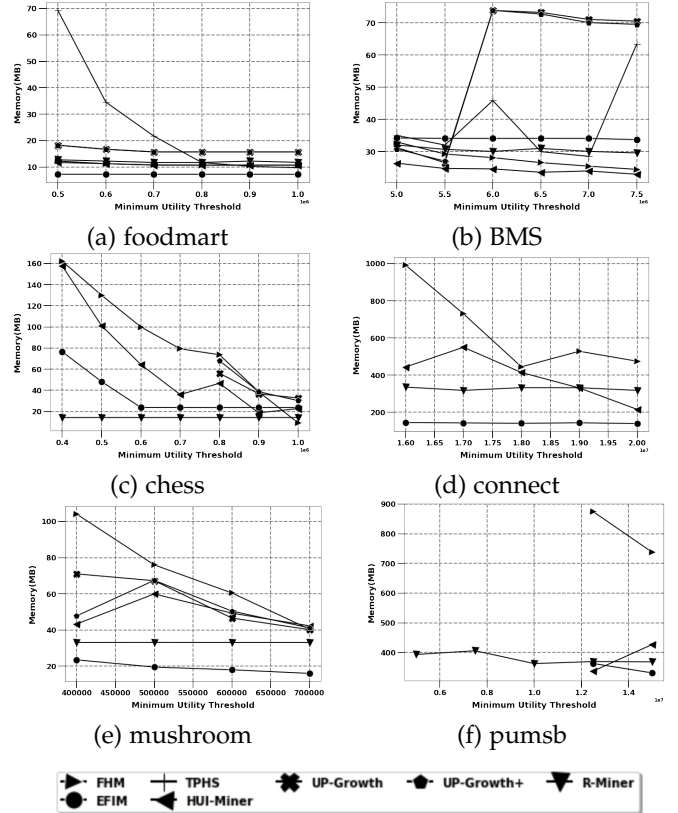 70
60
50
40
30
20
10
Memory(MB)
0.5 0.6 0.7 0.8 0.9 1.0
1e6
Minimum Utility Threshold
(a) foodmart
70
60
50
40
30
Memory(MB)
5.0 5.5 6.0 6.5 7.0 7.5
1e6
Minimum Utility Threshold
(b) BMS
160
140
120
100
80
60
40
20
Memory(MB)
0.4 0.5 0.6 0.7 0.8 0.9 1.0
1e6
Minimum Utility Threshold
(c) chess
1000
800
600
400
200
Memory(MB)
1.60 1.65 1.70 1.75 1.80 1.85 1.90 1.95 2.00
1e7
Minimum Utility Threshold
(d) connect
100
80
60
40
20
Memory(MB)
400000 450000 500000 550000 600000 650000 700000
Minimum Utility Threshold
(e) mushroom
900
800
700
600
500
400
Memory(MB)
0.6 0.8 1.0 1.2 1.4
1e7
Minimum Utility Threshold
(f) pumsb
FHM TPHS UP-Growth UP-Growth+ R-Miner
EFIM HUI-Miner